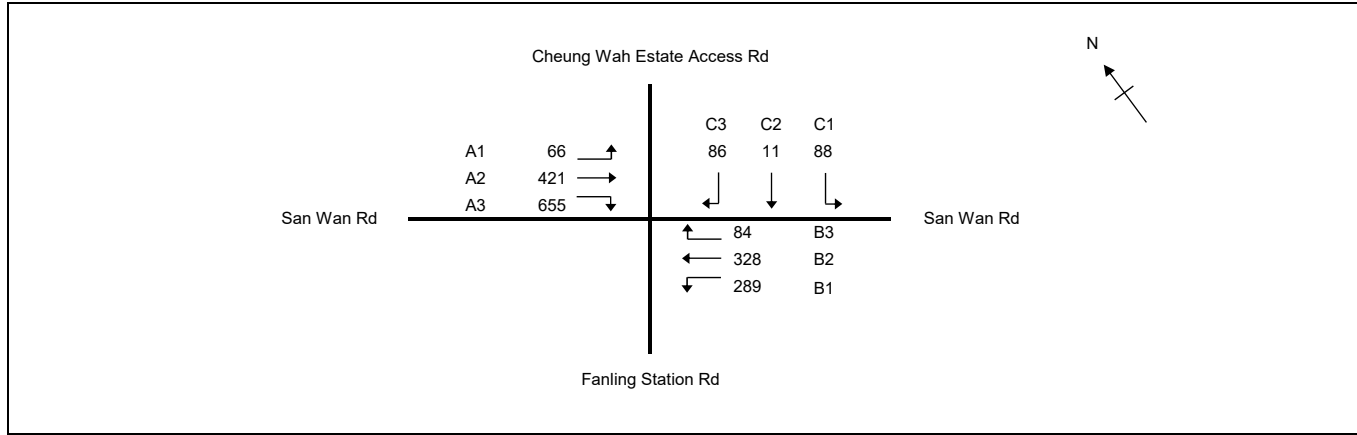 N
Cheung Wah Estate Access Rd
C3 C2 C1
A1 66 86 11 88
A2 421
A3 655
San Wan Rd San Wan Rd
84 B3
328 B2
289 B1
Fanling Station Rd